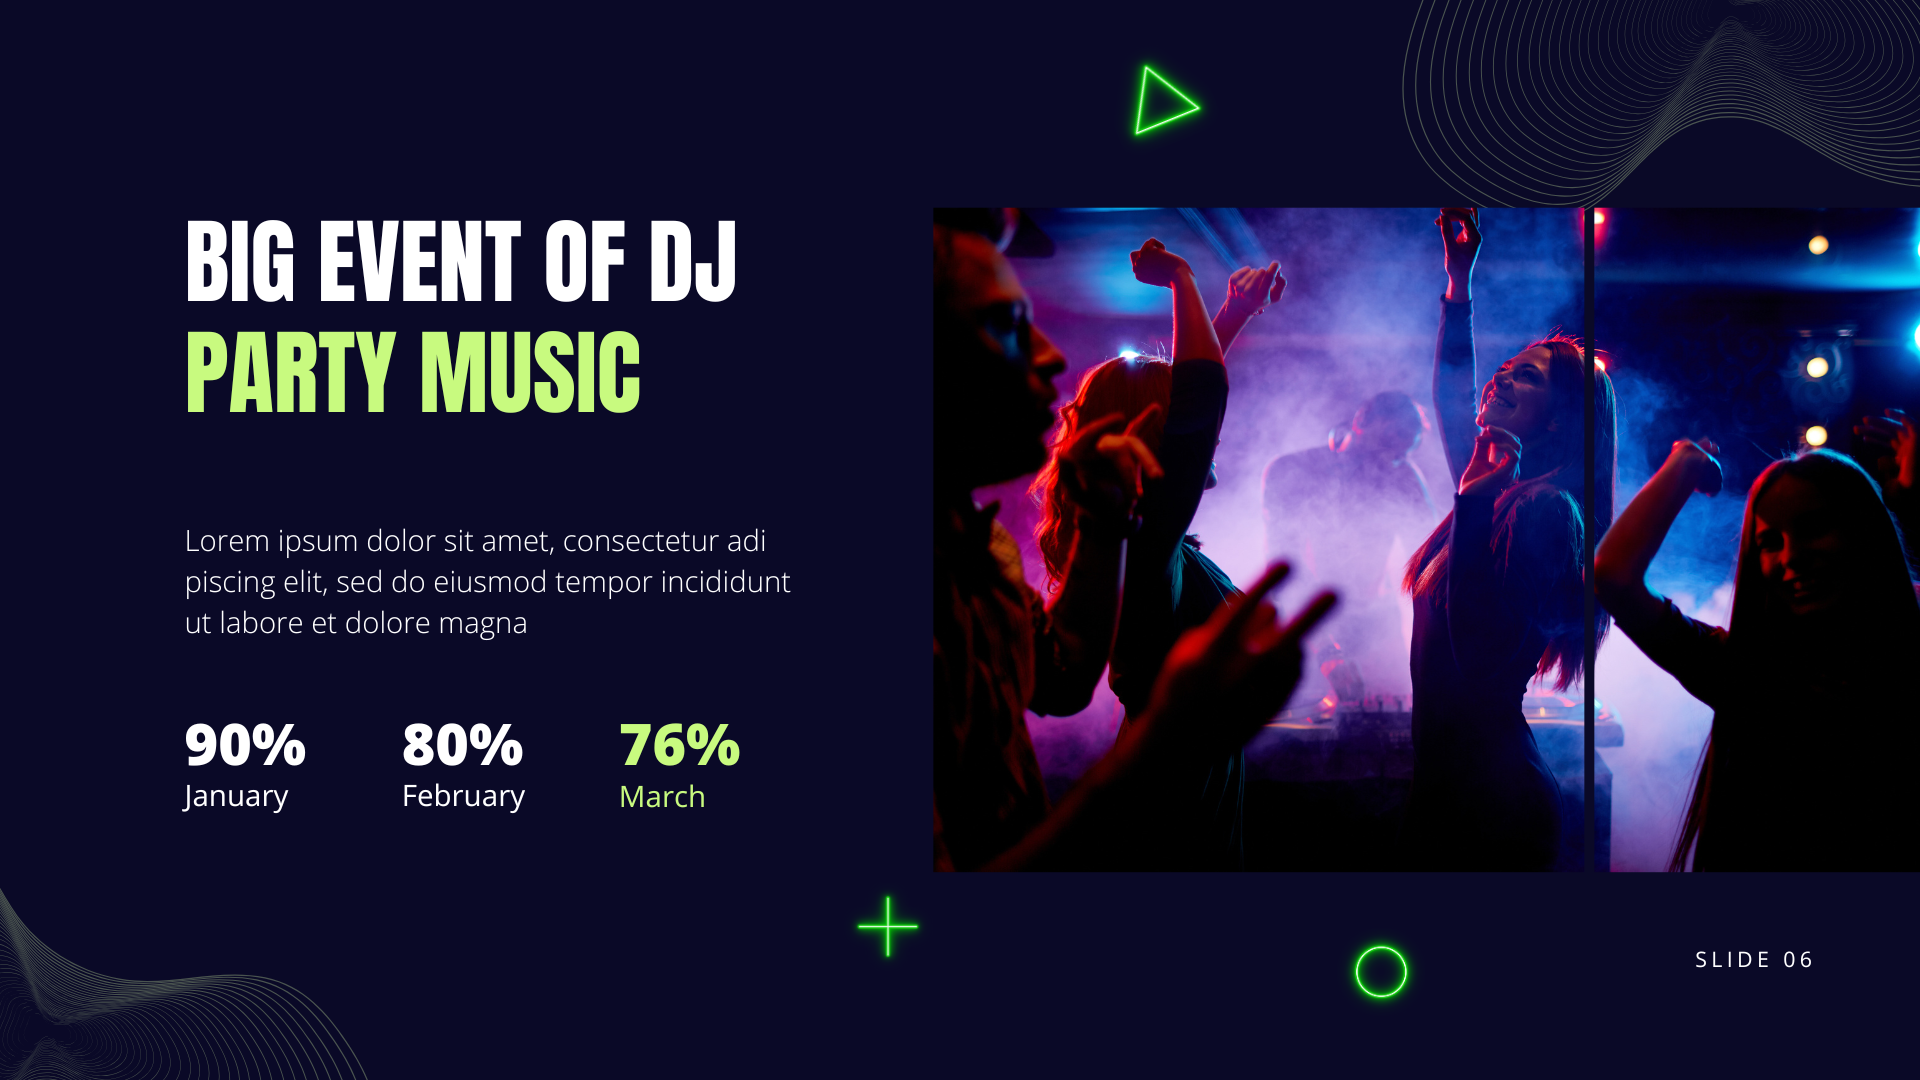 BIG EVENT OF DJ
PARTY MUSIC
Lorem ipsum dolor sit amet, consectetur adi
piscing elit, sed do eiusmod tempor incididunt
ut labore et dolore magna
90%
January
80%
February
76%
March
SLIDE 06